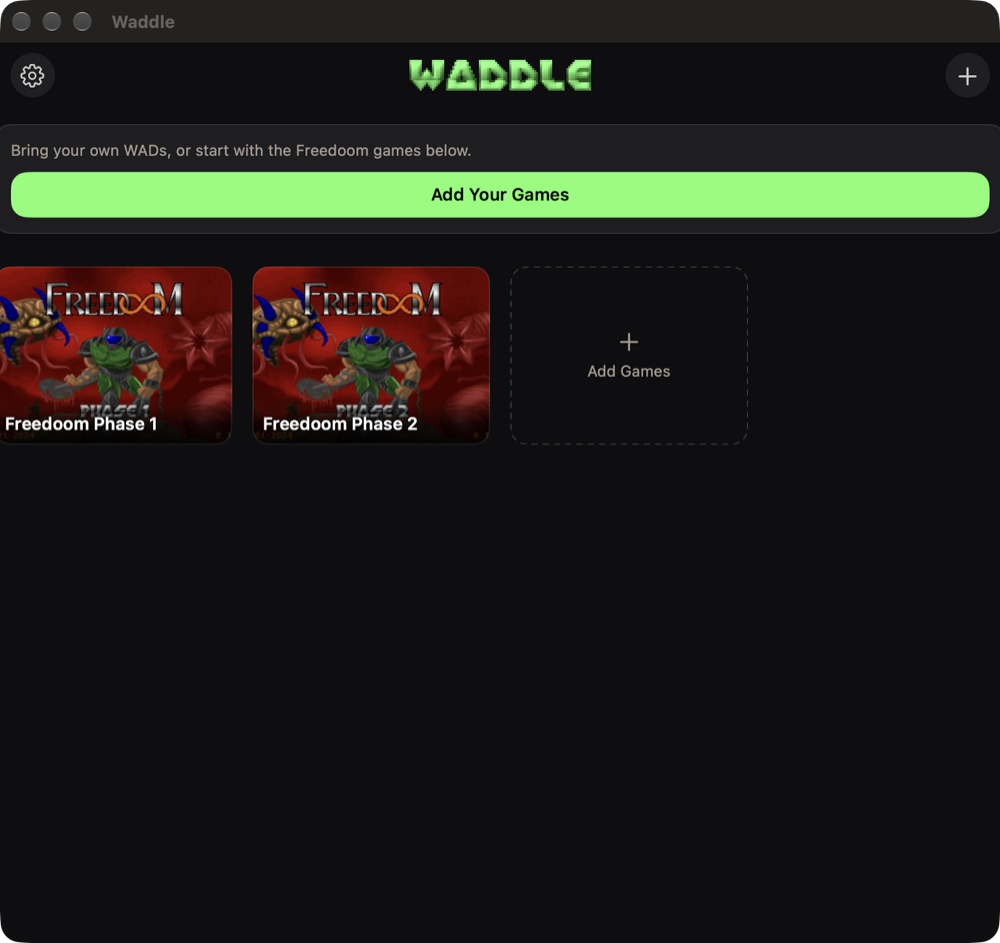 Waddle
WADDLE
Bring your own WADs, or start with the Freedoom games below.
Add Your Games
FREEDOOM
PHASE 1
Freedoom Phase 1
FREEDOOM
PHASE 2
Freedoom Phase 2
Add Games